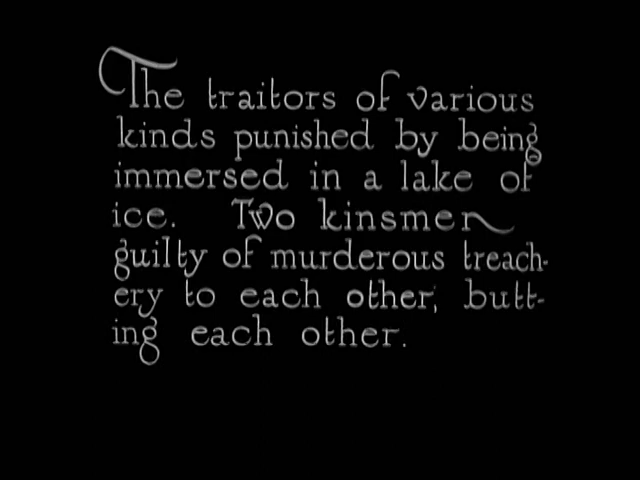 The traitors of various
kinds punished by being
immersed in a lake of
ice. Two kinsmen
guilty of murderous treach-
ery to each other, butt-
ing each other.